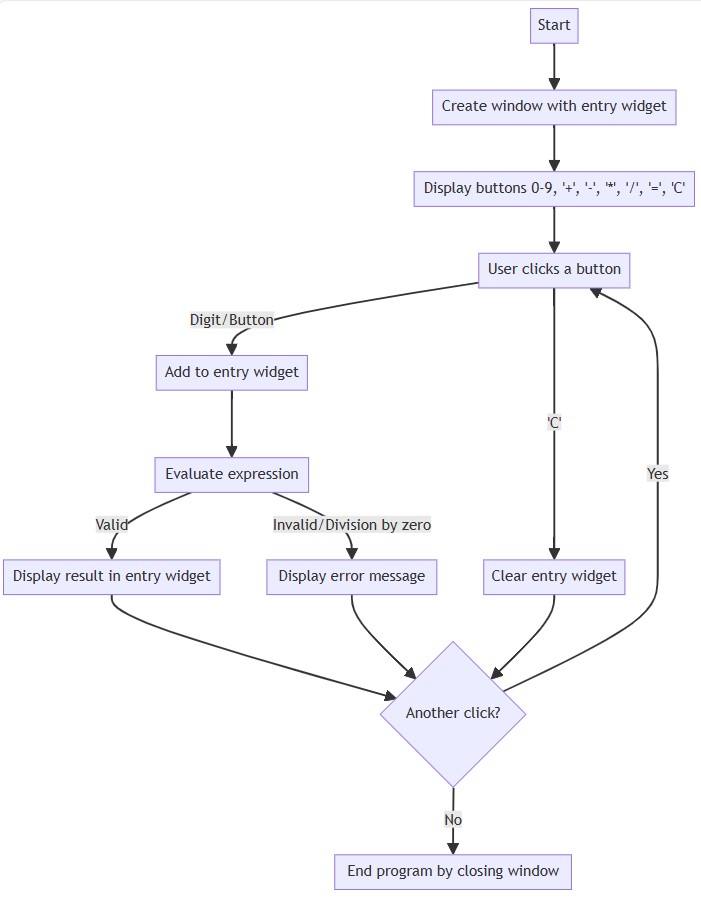 Start
Create window with entry widget
Display buttons 0-9, '+', '-', '*', '/', '=', 'C'
User clicks a button
Digit/Button
Add to entry widget
'C'
Evaluate expression
Yes
Valid
Invalid/Division by zero
Display result in entry widget
Display error message
Clear entry widget
Another click?
No
End program by closing window